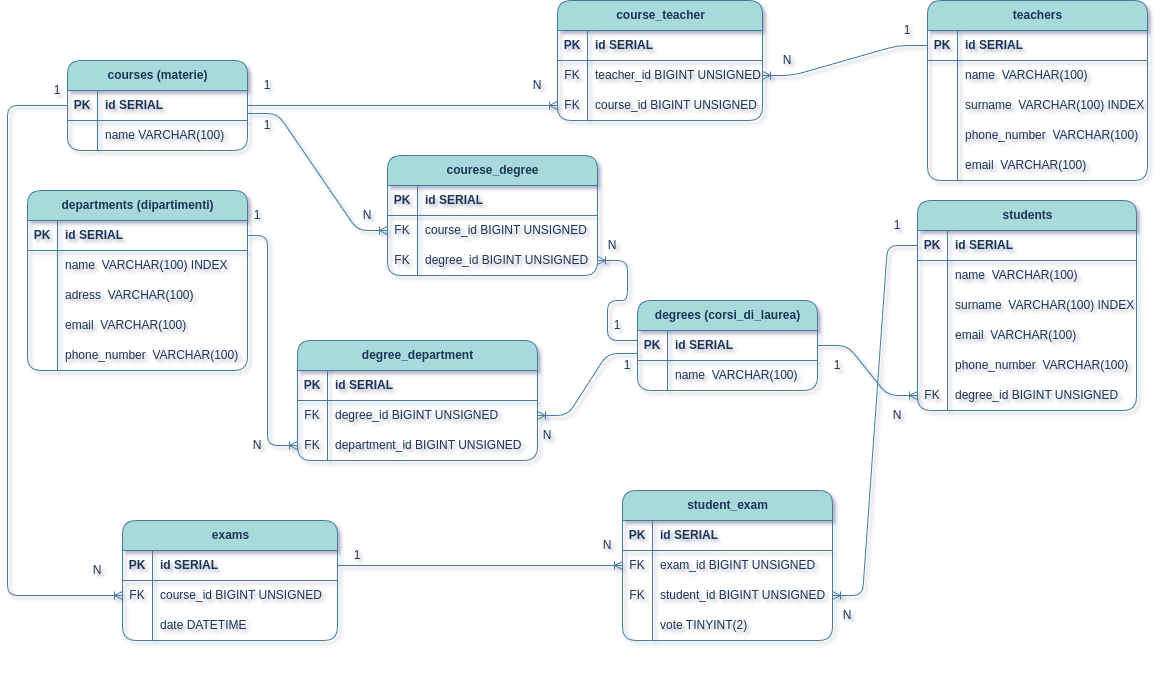 course_teacher
PK id SERIAL
FK teacher_id BIGINT UNSIGNED
FK course_id BIGINT UNSIGNED
teachers
PK id SERIAL
name VARCHAR(100)
surname VARCHAR(100) INDEX
phone_number VARCHAR(100)
email VARCHAR(100)
1
N
courses (materie)
PK id SERIAL
name VARCHAR(100)
1
1
N
1
courese_degree
PK id SERIAL
FK course_id BIGINT UNSIGNED
FK degree_id BIGINT UNSIGNED
N
N
departments (dipartimenti)
PK id SERIAL
name VARCHAR(100) INDEX
adress VARCHAR(100)
email VARCHAR(100)
phone_number VARCHAR(100)
1
students
PK id SERIAL
name VARCHAR(100)
surname VARCHAR(100) INDEX
email VARCHAR(100)
phone_number VARCHAR(100)
FK degree_id BIGINT UNSIGNED
1
degrees (corsi_di_laurea)
PK id SERIAL
name VARCHAR(100)
1
1
1
N
degree_department
PK id SERIAL
FK degree_id BIGINT UNSIGNED
FK department_id BIGINT UNSIGNED
N
N
student_exam
PK id SERIAL
FK exam_id BIGINT UNSIGNED
FK student_id BIGINT UNSIGNED
vote TINYINT(2)
N
N
exams
PK id SERIAL
FK course_id BIGINT UNSIGNED
date DATETIME
1
N